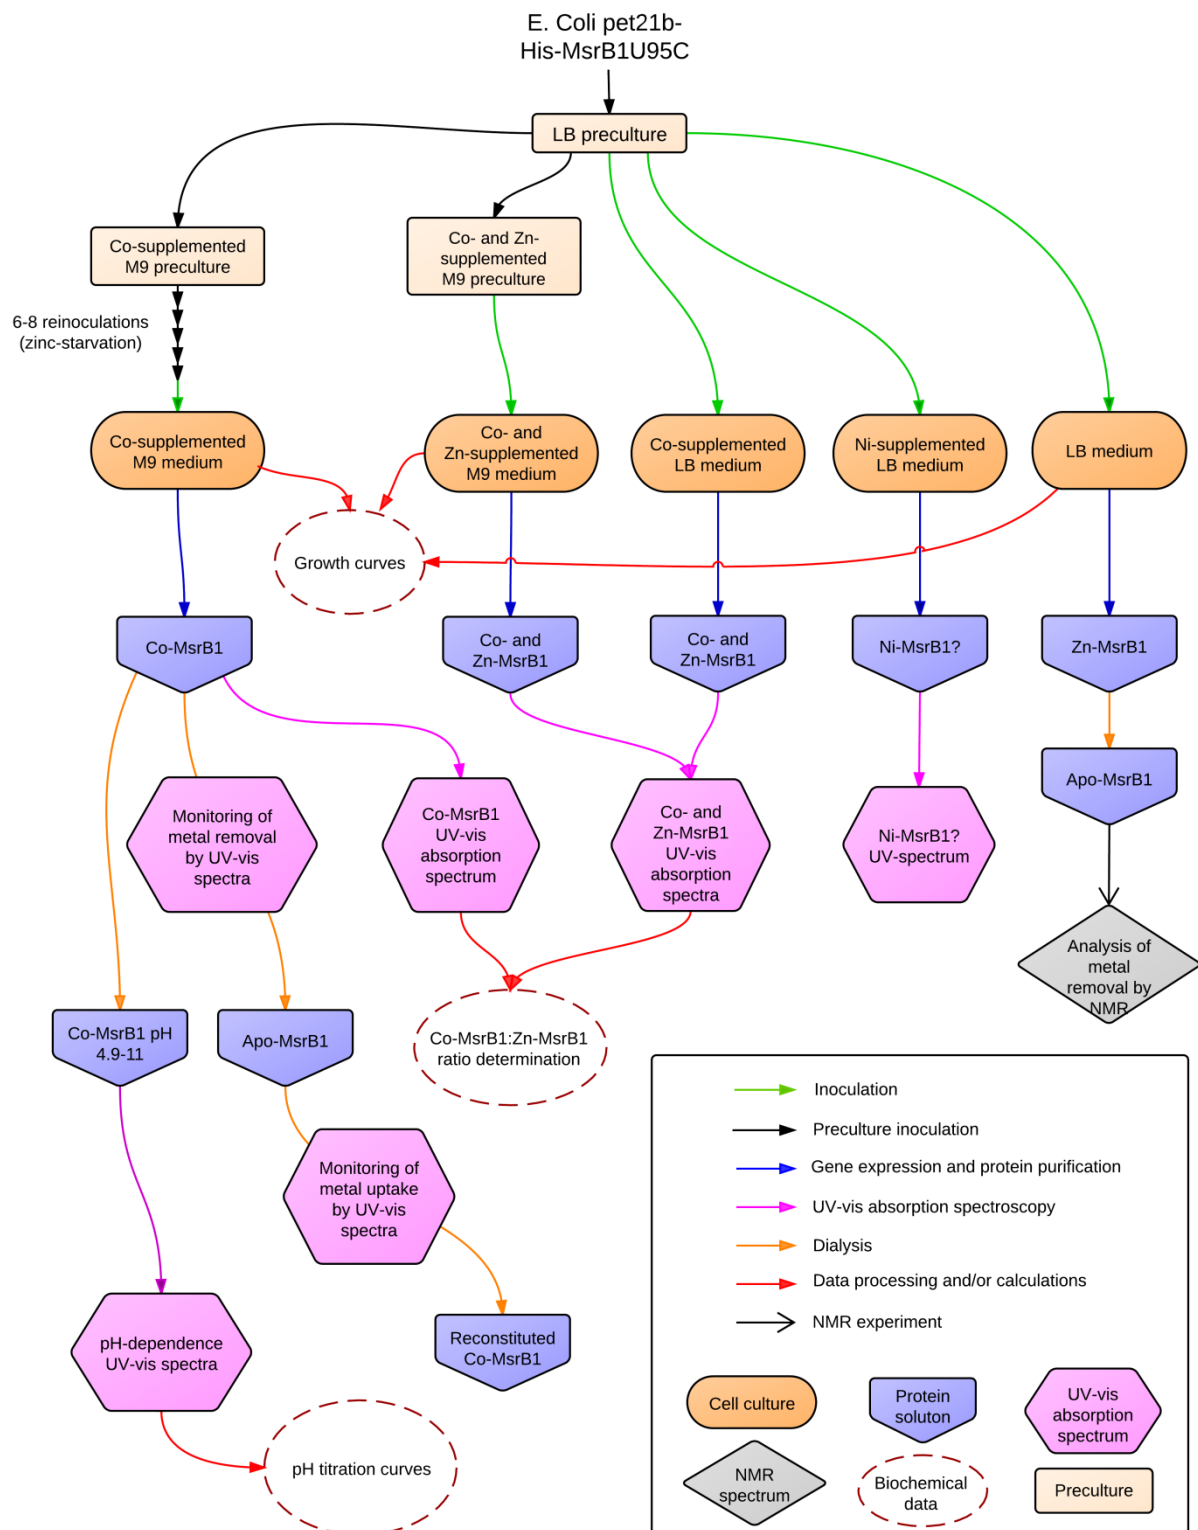 E. Coli pet21b-
His-MsrB1U95C
LB preculture
Co-supplemented
M9 preculture
Co- and Zn-
supplemented
M9 preculture
6-8 reinoculations
(zinc-starvation)
Co-supplemented
M9 medium
Co- and
Zn-supplemented
M9 medium
Co-supplemented
LB medium
Ni-supplemented
LB medium
LB medium
Growth curves
Co-MsrB1
Co- and
Zn-MsrB1
Co- and
Zn-MsrB1
Ni-MsrB1?
Zn-MsrB1
Apo-MsrB1
Monitoring of
metal removal
by UV-vis
spectra
Co-MsrB1
UV-vis
absorption
spectrum
Co- and
Zn-MsrB1
UV-vis
absorption
spectra
Ni-MsrB1?
UV-spectrum
Analysis of
metal
removal by
NMR
Co-MsrB1 pH
4.9-11
Apo-MsrB1
Co-MsrB1:Zn-MsrB1
ratio determination
Monitoring of
metal uptake
by UV-vis
spectra
pH-dependence
UV-vis spectra
Reconstituted
Co-MsrB1
pH titration curves
Inoculation
Preculture inoculation
Gene expression and protein purification
UV-vis absorption spectroscopy
Dialysis
Data processing and/or calculations
NMR experiment
Cell culture
Protein
soluton
UV-vis
absorption
spectrum
NMR
spectrum
Biochemical
data
Preculture